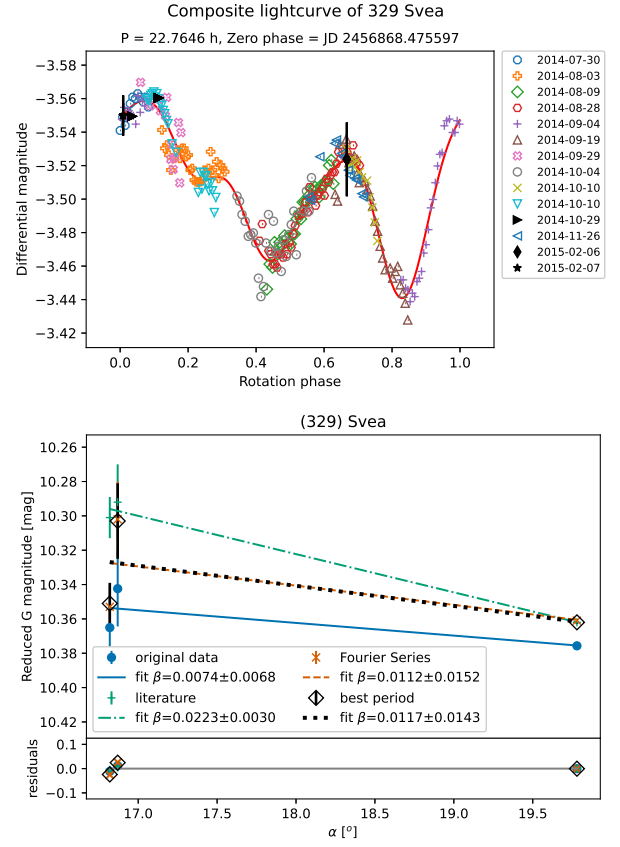 Composite lightcurve of 329 Svea
P = 22.7646 h, Zero phase = JD 2456868.475597
−3.58
−3.56
−3.54
−3.52
−3.50
−3.48
−3.46
−3.44
−3.42
Differential magnitude
0.0 0.2 0.4 0.6 0.8 1.0
Rotation phase
2014-07-30
2014-08-03
2014-08-09
2014-08-28
2014-09-04
2014-09-19
2014-09-29
2014-10-04
2014-10-10
2014-10-10
2014-10-29
2014-11-26
2015-02-06
2015-02-07
(329) Svea
10.26
10.28
10.30
10.32
10.34
10.36
10.38
10.40
10.42
Reduced G magnitude [mag]
original data
fit β=0.0074±0.0068
literature
fit β=0.0223±0.0030
Fourier Series
fit β=0.0112±0.0152
best period
fit β=0.0117±0.0143
0.1
0.0
−0.1
residuals
17.0 17.5 18.0 18.5 19.0 19.5
α [°]